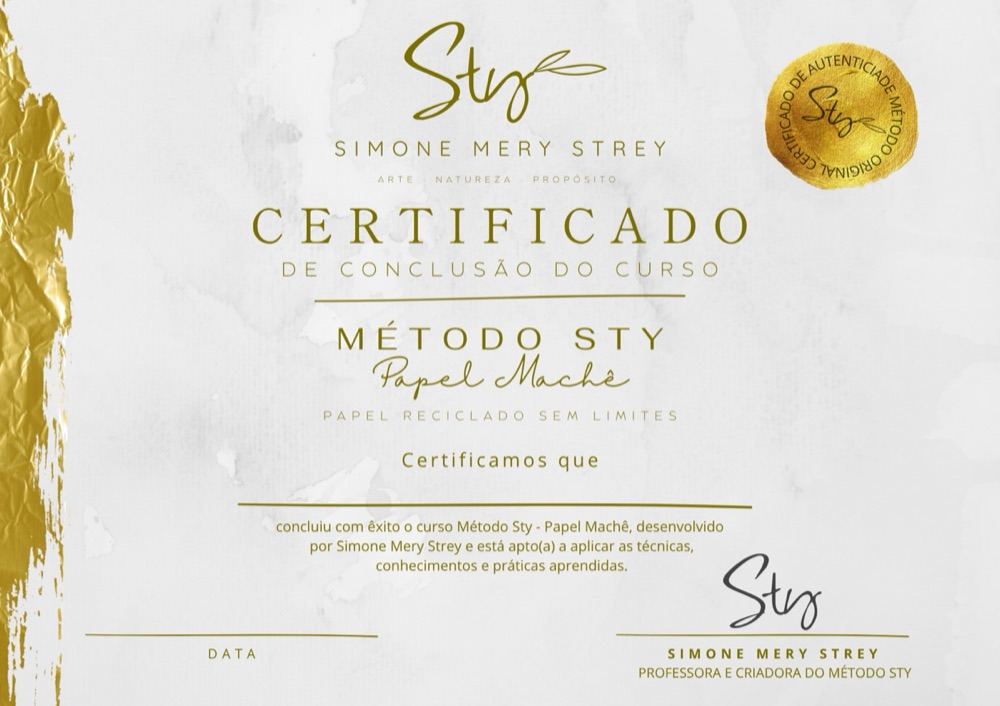 Sty
SIMONE MERY STREY
ARTE · NATUREZA · PROPÓSITO
CERTIFICADO DE AUTENTICIADE MÉTODO ORIGINAL
Sty
CERTIFICADO
DE CONCLUSÃO DO CURSO
MÉTODO STY
Papel Machê
PAPEL RECICLADO SEM LIMITES
Certificamos que
concluiu com êxito o curso Método Sty - Papel Machê, desenvolvido
por Simone Mery Strey e está apto(a) a aplicar as técnicas,
conhecimentos e práticas aprendidas.
Sty
DATA
SIMONE MERY STREY
PROFESSORA E CRIADORA DO MÉTODO STY